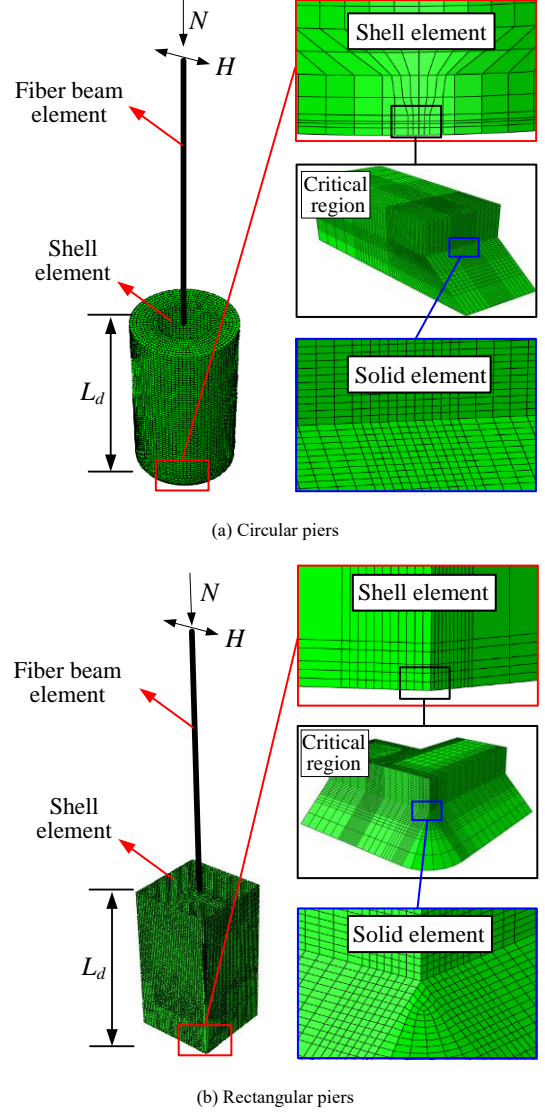 N
H
Fiber beam
element
Shell
element
L_d
Shell element
Critical
region
Solid element
(a) Circular piers
N
H
Fiber beam
element
Shell
element
L_d
Shell element
Critical
region
Solid element
(b) Rectangular piers